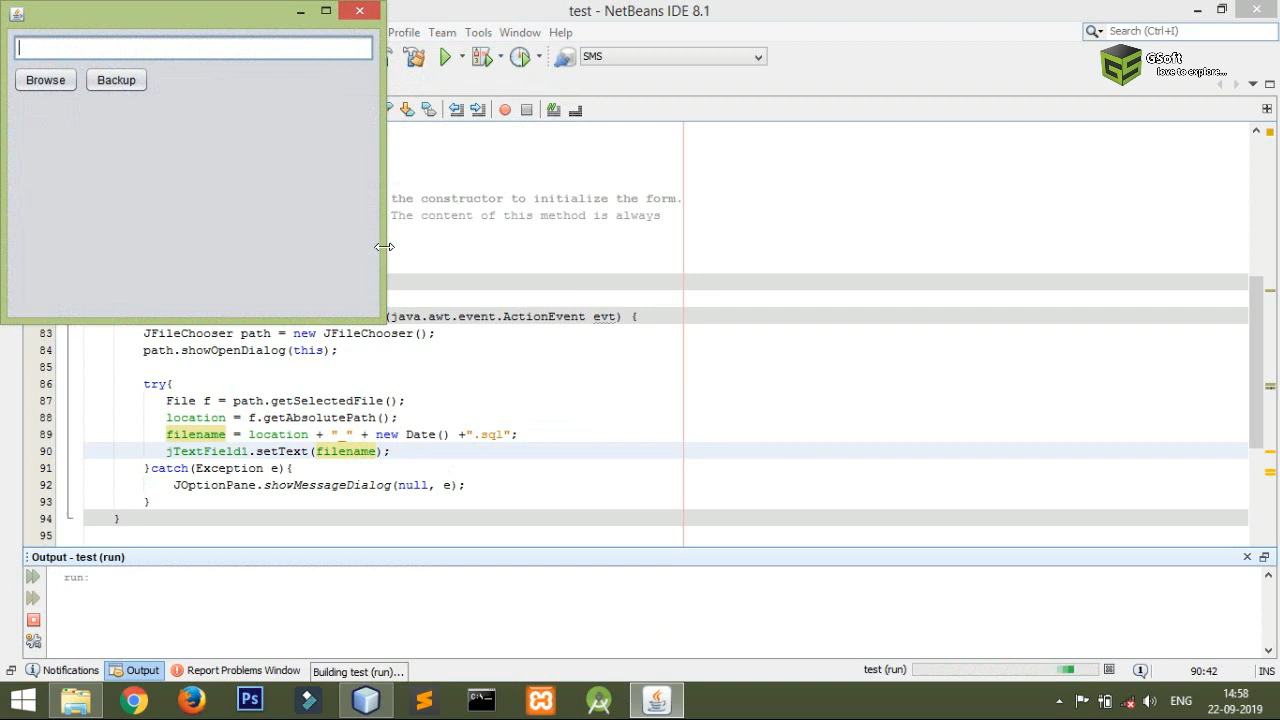 test - NetBeans IDE 8.1
Profile Team Tools Window Help
Search (Ctrl+I)
SMS
GSoft
love to explore...
Browse
Backup
the constructor to initialize the form.
The content of this method is always
(java.awt.event.ActionEvent evt) {
83 JFileChooser path = new JFileChooser();
84 path.showOpenDialog(this);
85
86 try{
87 File f = path.getSelectedFile();
88 location = f.getAbsolutePath();
89 filename = location + "_" + new Date() +".sql";
90 jTextField1.setText(filename);
91 }catch(Exception e){
92 JOptionPane.showMessageDialog(null, e);
93 }
94 }
95
Output - test (run)
run:
Notifications Output Report Problems Window Building test (run)... test (run) 90:42 INS
Ps
ENG
14:58
22-09-2019